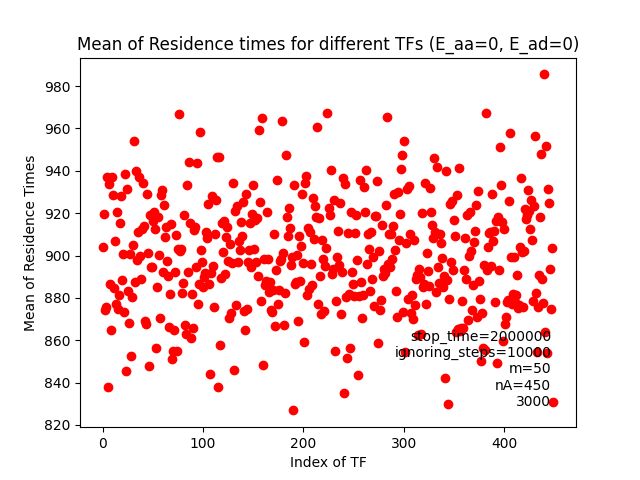 Mean of Residence times for different TFs (E_aa=0, E_ad=0)
Mean of Residence Times
980
960
940
920
900
880
860
840
820
stop_time=2000000
ignoring_steps=10000
m=50
nA=450
3000
0 100 200 300 400
Index of TF